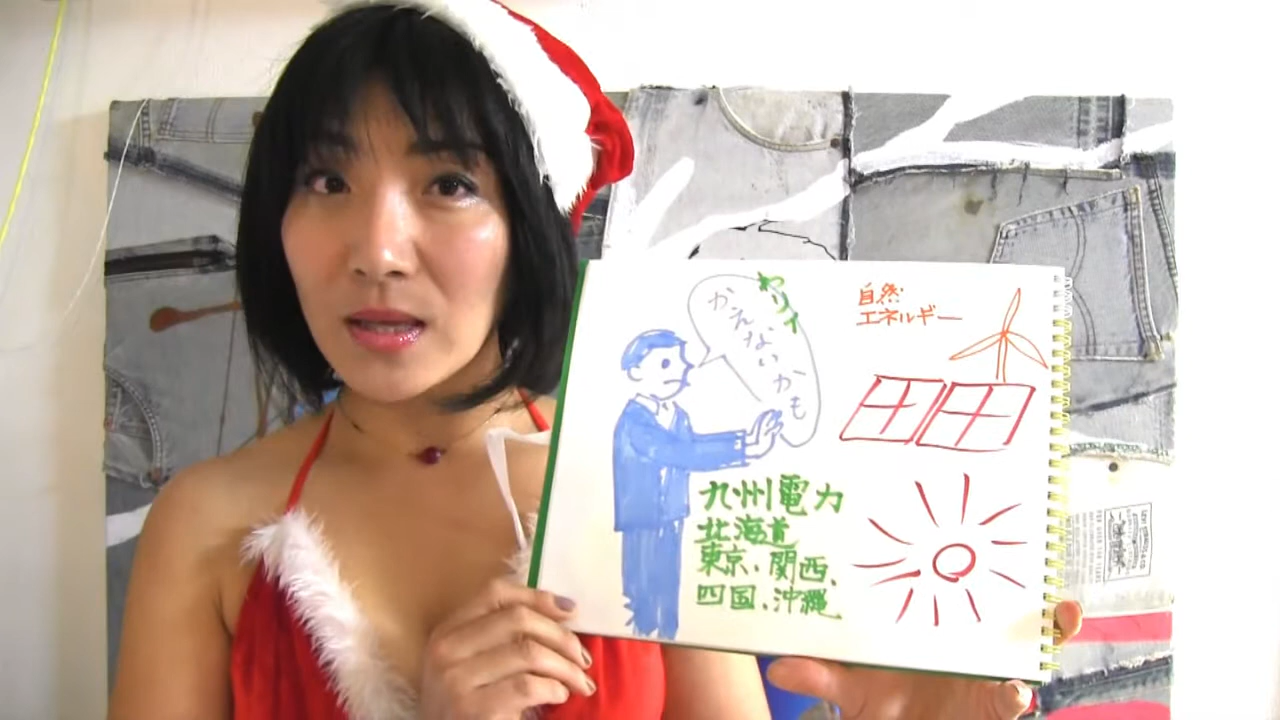 わりィ
かえないかも
自然
エネルギー
九州電力
北海道
東京、関西、
四国、沖縄